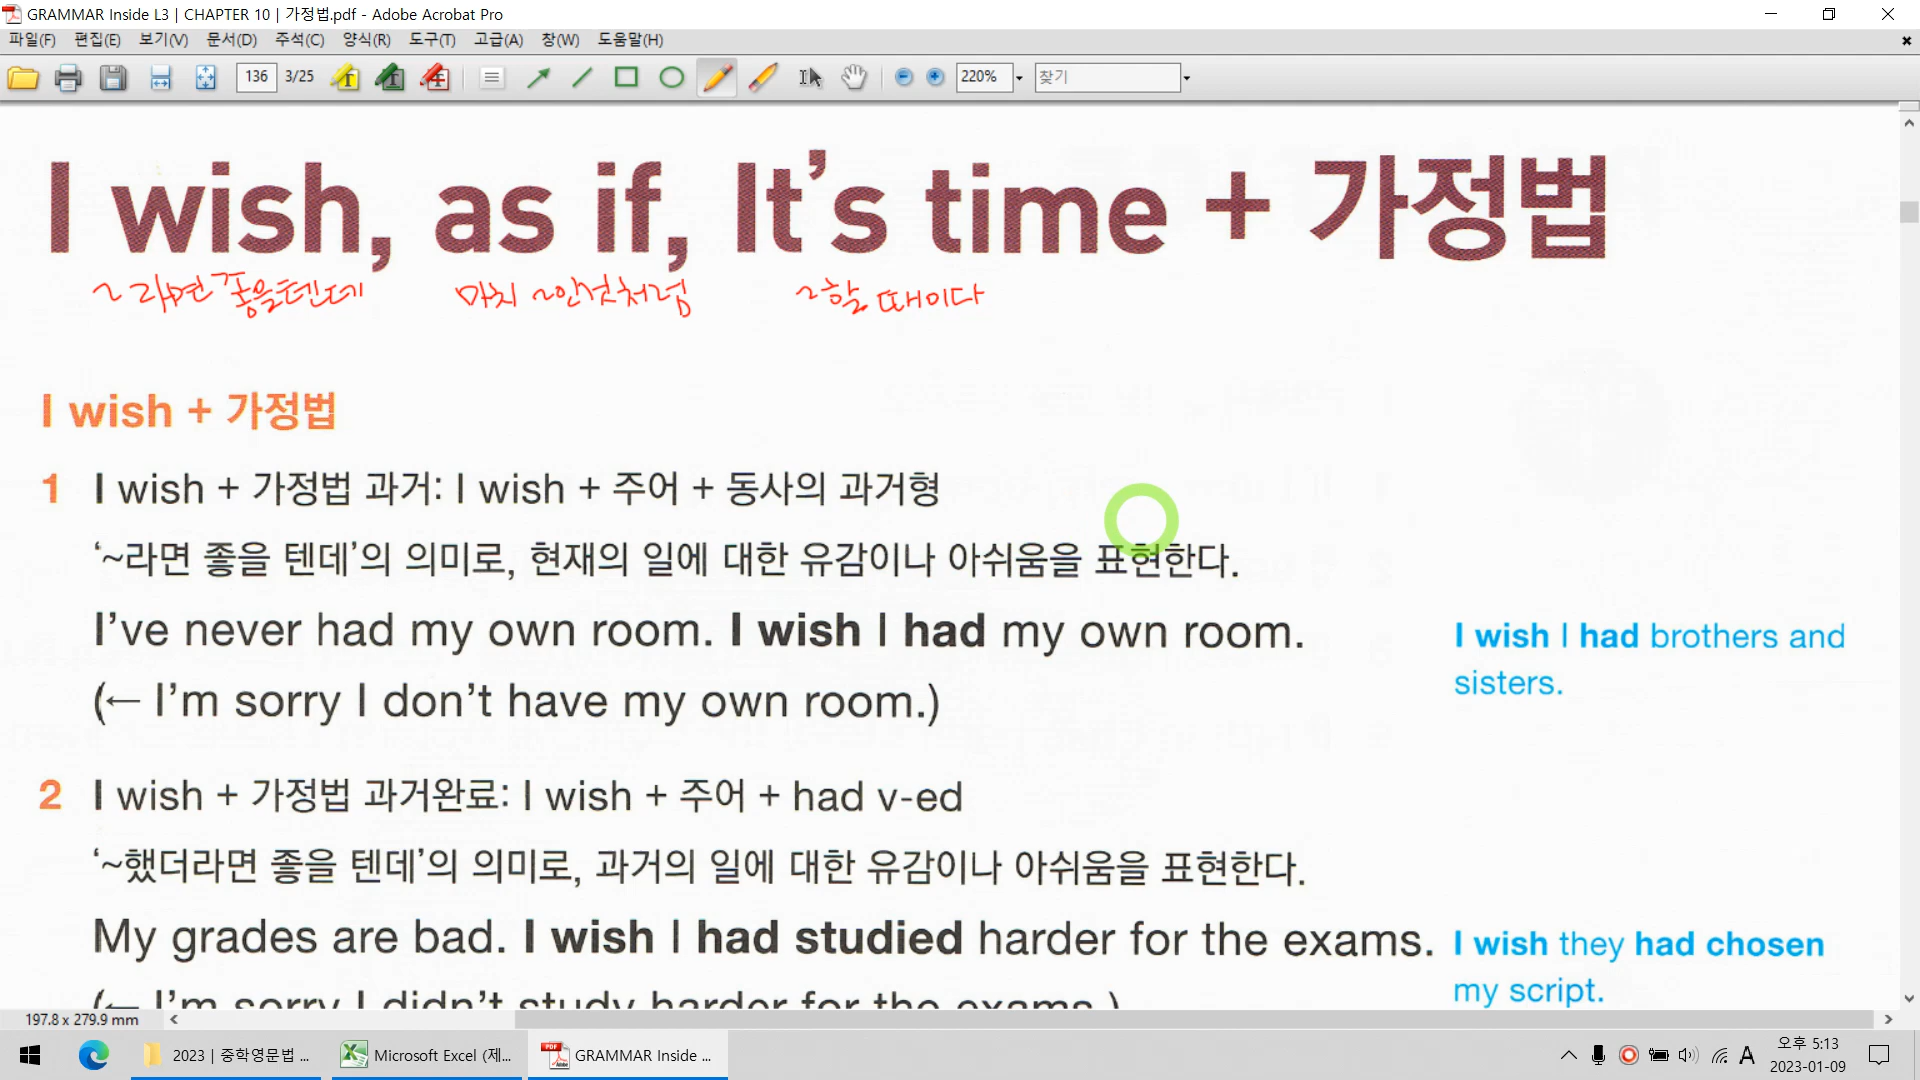 GRAMMAR Inside L3 | CHAPTER 10 | 가정법.pdf - Adobe Acrobat Pro
파일(F) 편집(E) 보기(V) 문서(D) 주석(C) 양식(R) 도구(T) 고급(A) 창(W) 도움말(H)
136 3/25 220% 찾기
I wish, as if, It's time + 가정법
~라면 좋을텐데 마치 ~인것처럼 ~할 때이다
I wish + 가정법
1 I wish + 가정법 과거: I wish + 주어 + 동사의 과거형
‘~라면 좋을 텐데’의 의미로, 현재의 일에 대한 유감이나 아쉬움을 표현한다.
I've never had my own room. I wish I had my own room.
(← I'm sorry I don't have my own room.)
I wish I had brothers and
sisters.
2 I wish + 가정법 과거완료: I wish + 주어 + had v-ed
‘~했더라면 좋을 텐데’의 의미로, 과거의 일에 대한 유감이나 아쉬움을 표현한다.
My grades are bad. I wish I had studied harder for the exams.
(← I'm sorry I didn't study harder for the exams.)
I wish they had chosen
my script.
197.8 x 279.9 mm
2023 | 중학영문법 ... Microsoft Excel (제... GRAMMAR Inside ... A 오후 5:13
2023-01-09